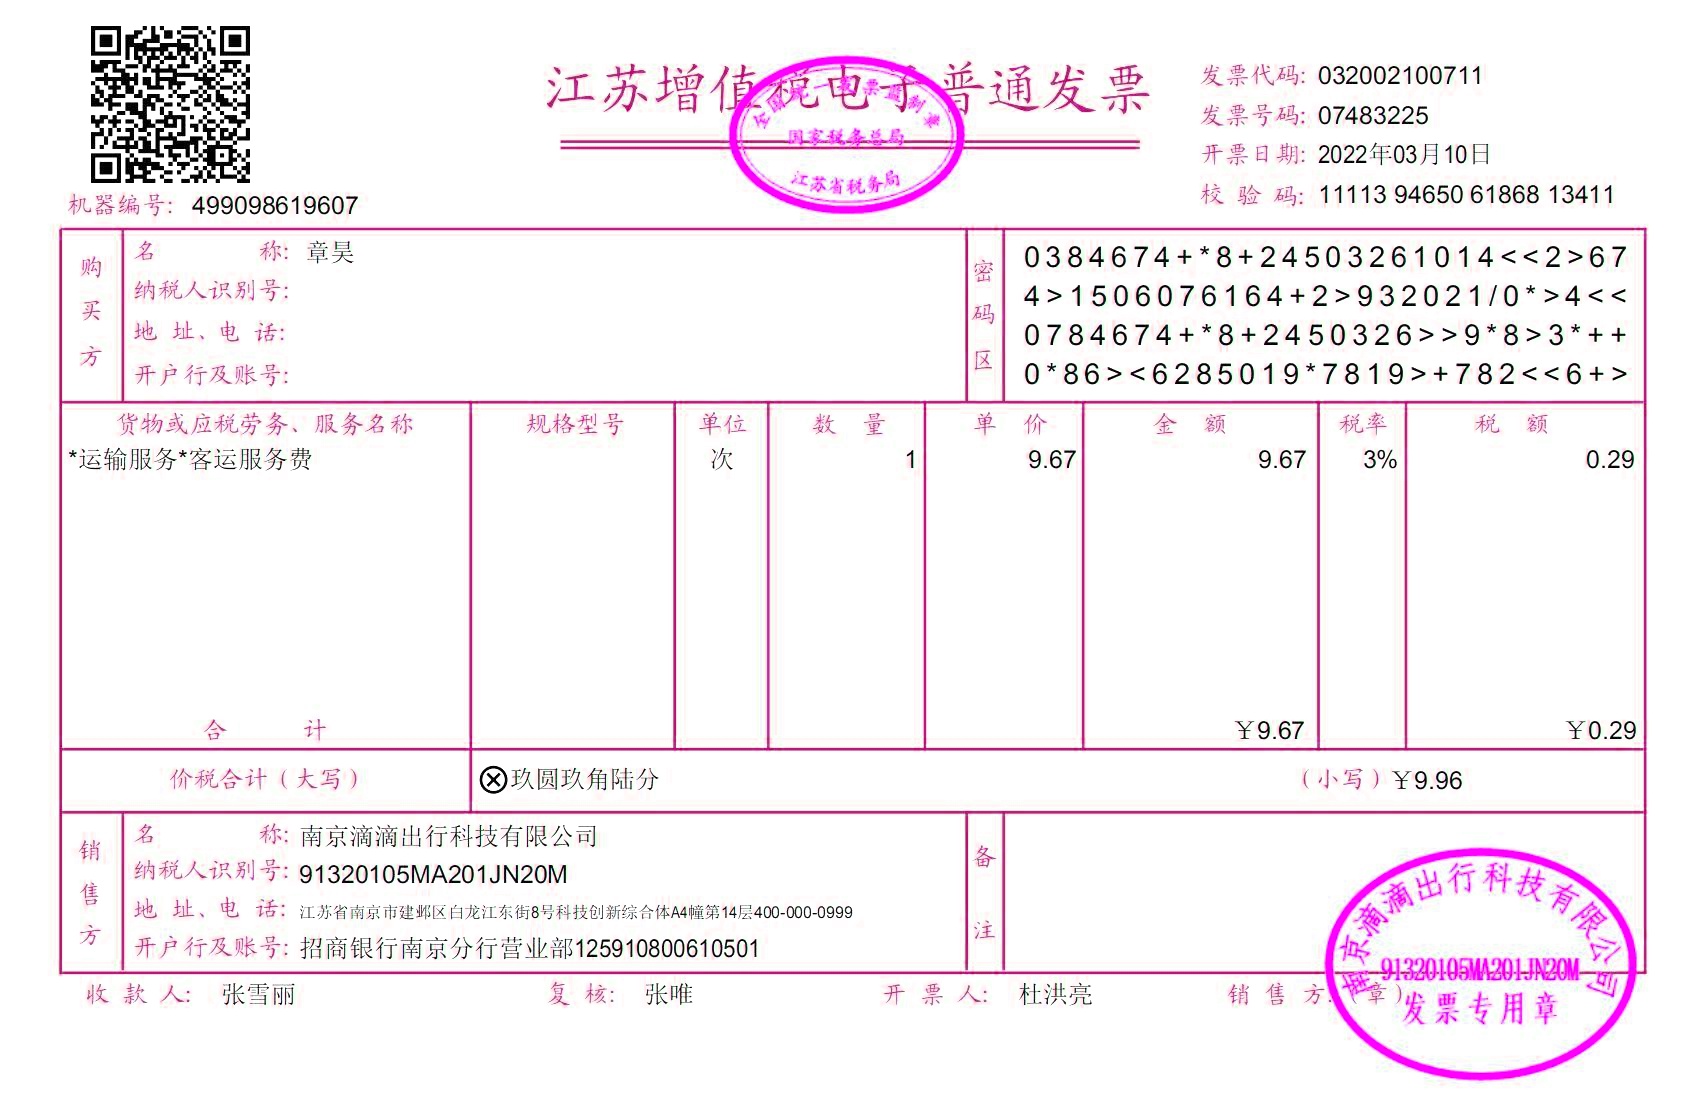 江苏增值税电子普通发票
全国统一发票监制章
国家税务总局
江苏省税务局
发票代码: 032002100711
发票号码: 07483225
开票日期: 2022年03月10日
校 验 码: 11113 94650 61868 13411
机器编号: 499098619607
购买方
名 称: 章昊
纳税人识别号:
地 址、电 话:
开户行及账号:
密码区
0384674+*8+24503261014<<2>67
4>1506076164+2>932021/0*>4<<
0784674+*8+2450326>>9*8>3*++
0*86><6285019*7819>+782<<6+>
货物或应税劳务、服务名称 规格型号 单位 数 量 单 价 金 额 税率 税 额
*运输服务*客运服务费 次 1 9.67 9.67 3% 0.29
合 计 ￥9.67 ￥0.29
价税合计（大写） ⊗玖圆玖角陆分 （小写）￥9.96
销售方
名 称: 南京滴滴出行科技有限公司
纳税人识别号: 91320105MA201JN20M
地 址、电 话: 江苏省南京市建邺区白龙江东街8号科技创新综合体A4幢第14层400-000-0999
开户行及账号: 招商银行南京分行营业部125910800610501
备注
收 款 人: 张雪丽 复 核: 张唯 开 票 人: 杜洪亮 销 售 方:（章）
南京滴滴出行科技有限公司
91320105MA201JN20M
发票专用章